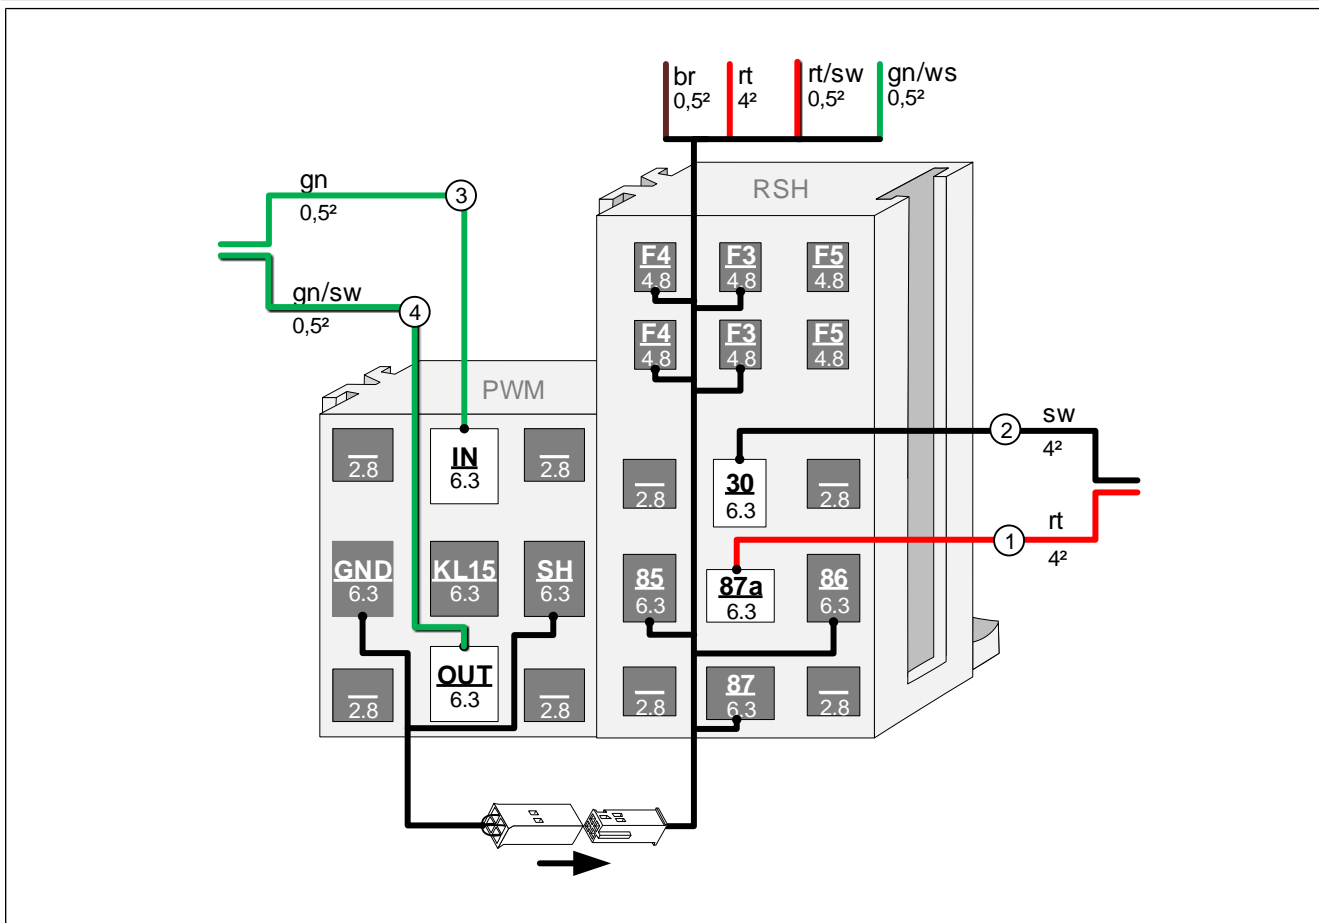 br
0,5²
rt
4²
rt/sw
0,5²
gn/ws
0,5²
gn
0,5²
3
gn/sw
0,5²
4
RSH
F4
4.8
F3
4.8
F5
4.8
F4
4.8
F3
4.8
F5
4.8
PWM
2.8
IN
6.3
2.8
2.8
30
6.3
2.8
2
sw
4²
1
rt
4²
GND
6.3
KL15
6.3
SH
6.3
85
6.3
87a
6.3
86
6.3
2.8
OUT
6.3
2.8
2.8
87
6.3
2.8